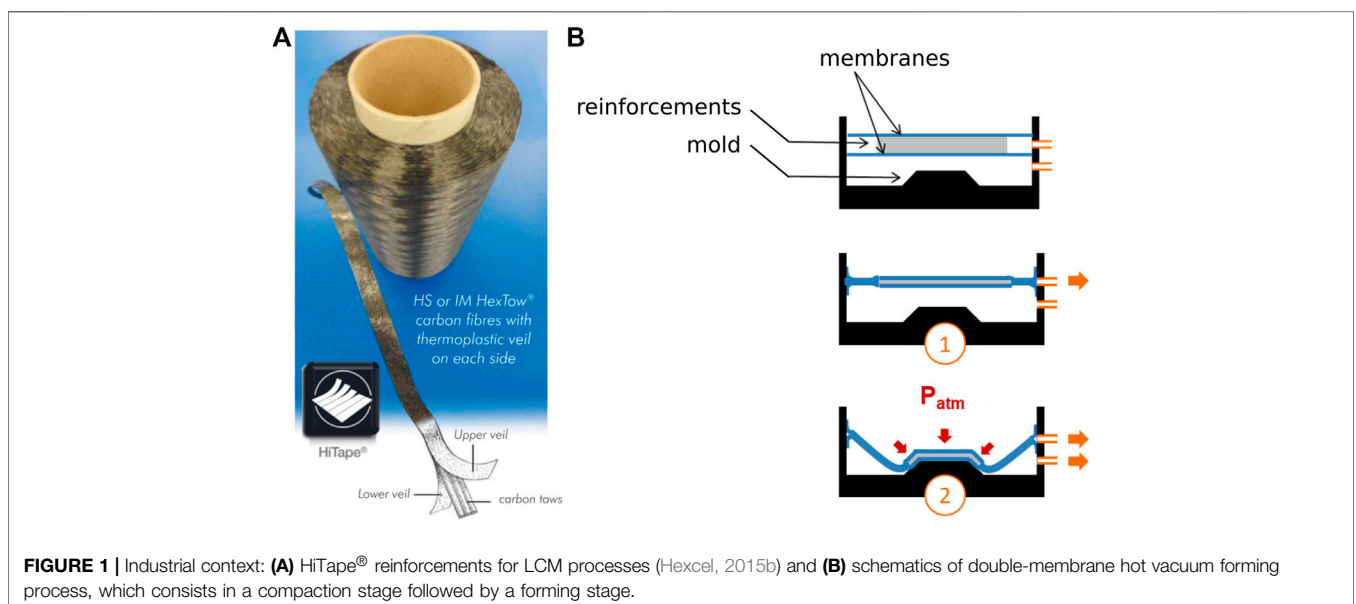 A
HS or IM HexTow®
carbon fibres with
thermoplastic veil
on each side
HiTape®
Upper veil
Lower veil
carbon tows
B
membranes
reinforcements
mold
1
Patm
2
FIGURE 1 | Industrial context: (A) HiTape® reinforcements for LCM processes (Hexcel, 2015b) and (B) schematics of double-membrane hot vacuum forming
process, which consists in a compaction stage followed by a forming stage.